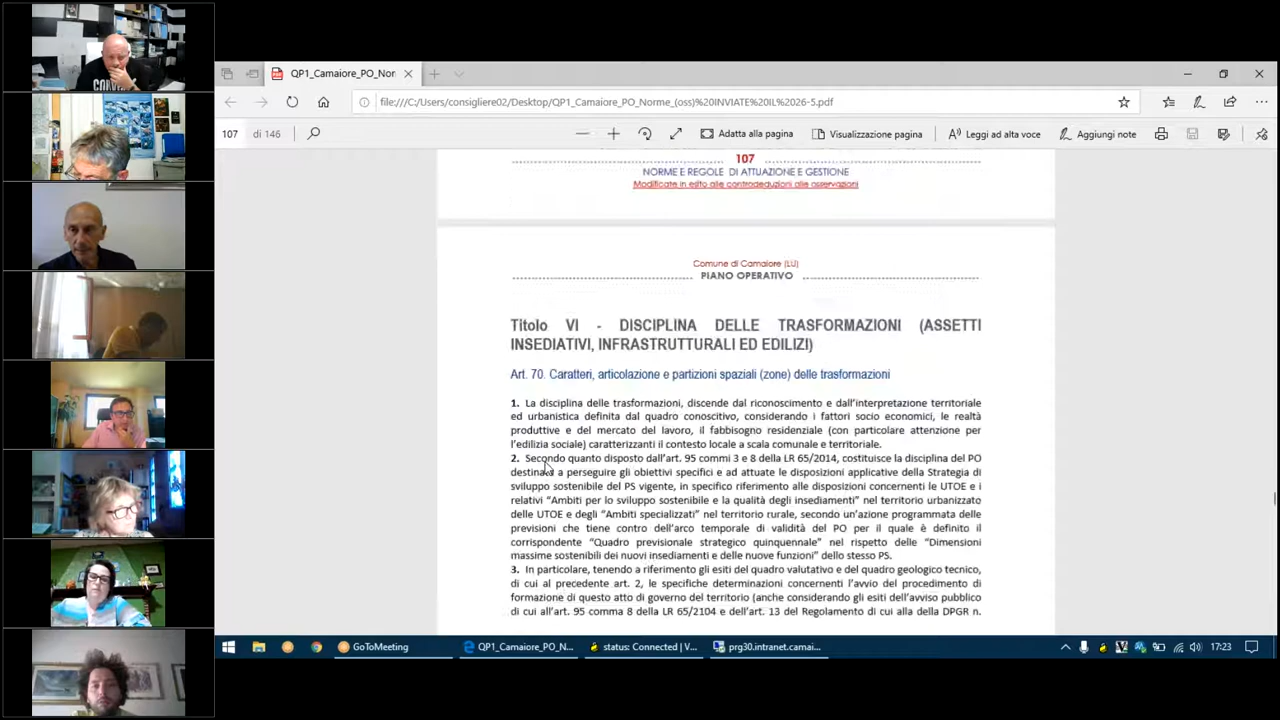 QP1_Camaiore_PO_Nor
file:///C:/Users/consigliere02/Desktop/QP1_Camaiore_PO_Norme_(oss)%20INVIATE%20IL%2026-5.pdf
107 di 146
Adatta alla pagina
Visualizzazione pagina
Leggi ad alta voce
Aggiungi note
107
NORME E REGOLE DI ATTUAZIONE E GESTIONE
Modificate in esito alle controdeduzioni alle osservazioni
Comune di Camaiore (LU)
PIANO OPERATIVO
Titolo VI - DISCIPLINA DELLE TRASFORMAZIONI (ASSETTI
INSEDIATIVI, INFRASTRUTTURALI ED EDILIZI)
Art. 70. Caratteri, articolazione e partizioni spaziali (zone) delle trasformazioni
1. La disciplina delle trasformazioni, discende dal riconoscimento e dall'interpretazione territoriale
ed urbanistica definita dal quadro conoscitivo, considerando i fattori socio economici, le realtà
produttive e del mercato del lavoro, il fabbisogno residenziale (con particolare attenzione per
l'edilizia sociale) caratterizzanti il contesto locale a scala comunale e territoriale.
2. Secondo quanto disposto dall'art. 95 commi 3 e 8 della LR 65/2014, costituisce la disciplina del PO
destinata a perseguire gli obiettivi specifici e ad attuate le disposizioni applicative della Strategia di
sviluppo sostenibile del PS vigente, in specifico riferimento alle disposizioni concernenti le UTOE e i
relativi "Ambiti per lo sviluppo sostenibile e la qualità degli insediamenti" nel territorio urbanizzato
delle UTOE e degli "Ambiti specializzati" nel territorio rurale, secondo un'azione programmata delle
previsioni che tiene contro dell'arco temporale di validità del PO per il quale è definito il
corrispondente "Quadro previsionale strategico quinquennale" nel rispetto delle "Dimensioni
massime sostenibili dei nuovi insediamenti e delle nuove funzioni" dello stesso PS.
3. In particolare, tenendo a riferimento gli esiti del quadro valutativo e del quadro geologico tecnico,
di cui al precedente art. 2, le specifiche determinazioni concernenti l'avvio del procedimento di
formazione di questo atto di governo del territorio (anche considerando gli esiti dell'avviso pubblico
di cui all'art. 95 comma 8 della LR 65/2104 e dell'art. 13 del Regolamento di cui alla della DPGR n.
GoToMeeting
QP1_Camaiore_PO_N...
status: Connected | V...
prg30.intranet.camai...
17:23